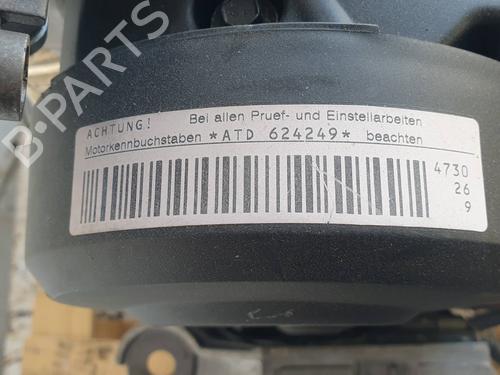 B-PARTS
ACHTUNG! Bei allen Pruef- und Einstellarbeiten
Motorkennbuchstaben *ATD 624249* beachten
4730
26
9